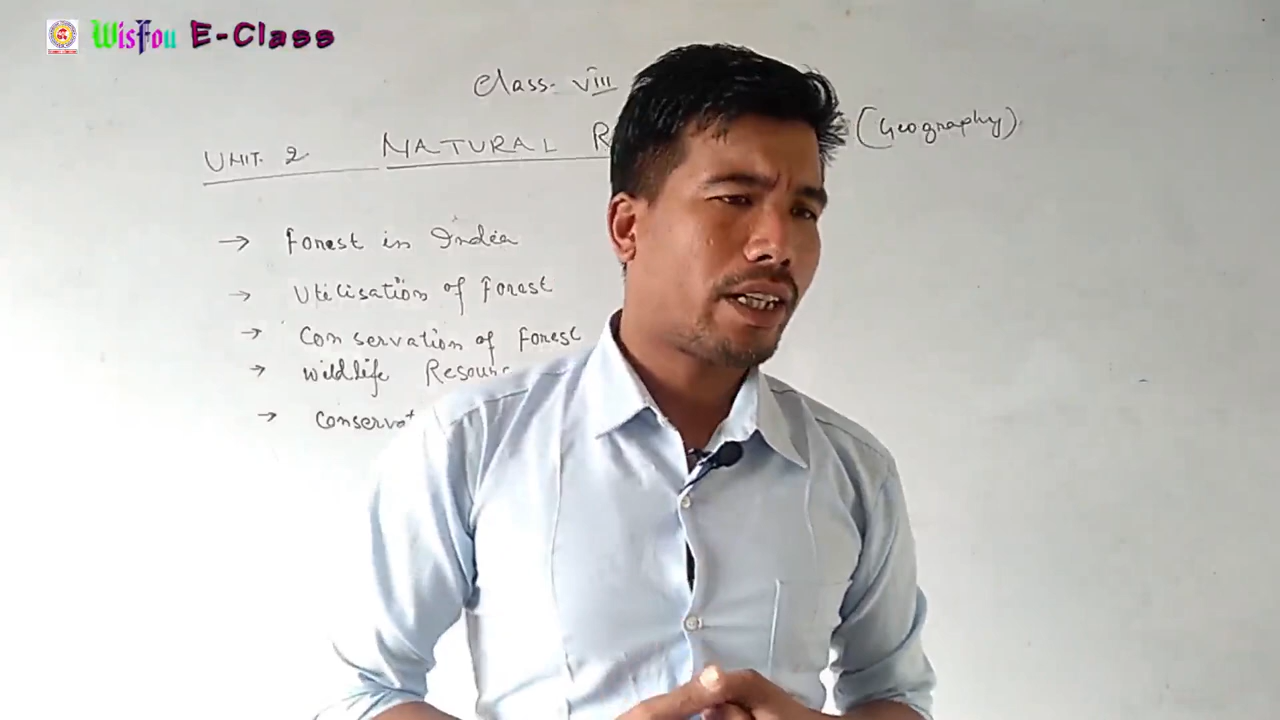 Wisfou E-Class
Class- VIII
UNIT. 2 NATURAL R (Geography)
→ Forest in India
→ Utilisation of Forest
→ Conservation of Forest
→ Wildlife Resourc
→ Conservat